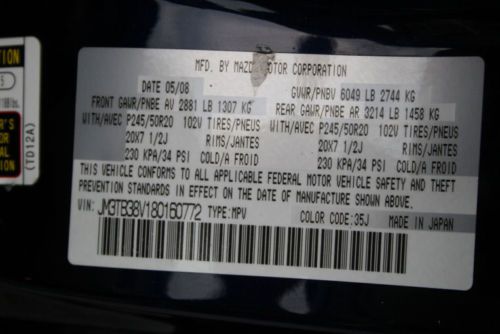 MFD. BY MAZDA MOTOR CORPORATION
DATE 05/08
GVWR/PNBV 6049 LB 2744 KG
FRONT GAWR/PNBE AV 2881 LB 1307 KG
REAR GAWR/PNBE AR 3214 LB 1458 KG
WITH/AVEC P245/50R20 102V TIRES/PNEUS
WITH/AVEC P245/50R20 102V TIRES/PNEUS
20X7 1/2J RIMS/JANTES
20X7 1/2J RIMS/JANTES
230 KPA/34 PSI COLD/A FROID
230 KPA/34 PSI COLD/A FROID
THIS VEHICLE CONFORMS TO ALL APPLICABLE FEDERAL MOTOR VEHICLE SAFETY AND THEFT
PREVENTION STANDARDS IN EFFECT ON THE DATE OF MANUFACTURE SHOWN ABOVE.
VIN: JM3TB38V180160772 TYPE:MPV COLOR CODE:35J MADE IN JAPAN
(TD12A)